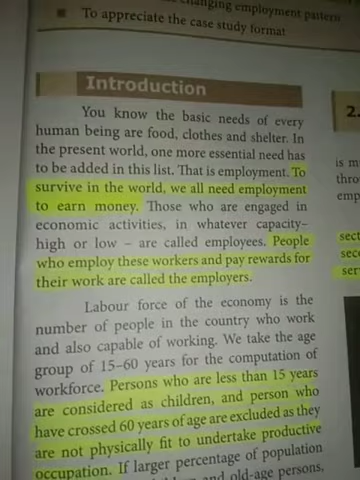 changing employment pattern
To appreciate the case study format
Introduction
You know the basic needs of every
human being are food, clothes and shelter. In
the present world, one more essential need has
to be added in this list. That is employment. To
survive in the world, we all need employment
to earn money. Those who are engaged in
economic activities, in whatever capacity–
high or low – are called employees. People
who employ these workers and pay rewards for
their work are called the employers.
Labour force of the economy is the
number of people in the country who work
and also capable of working. We take the age
group of 15–60 years for the computation of
workforce. Persons who are less than 15 years
are considered as children, and person who
have crossed 60 years of age are excluded as they
are not physically fit to undertake productive
occupation. If larger percentage of population
and old-age persons,
2.
is m
thro
emp
sect
seco
ser